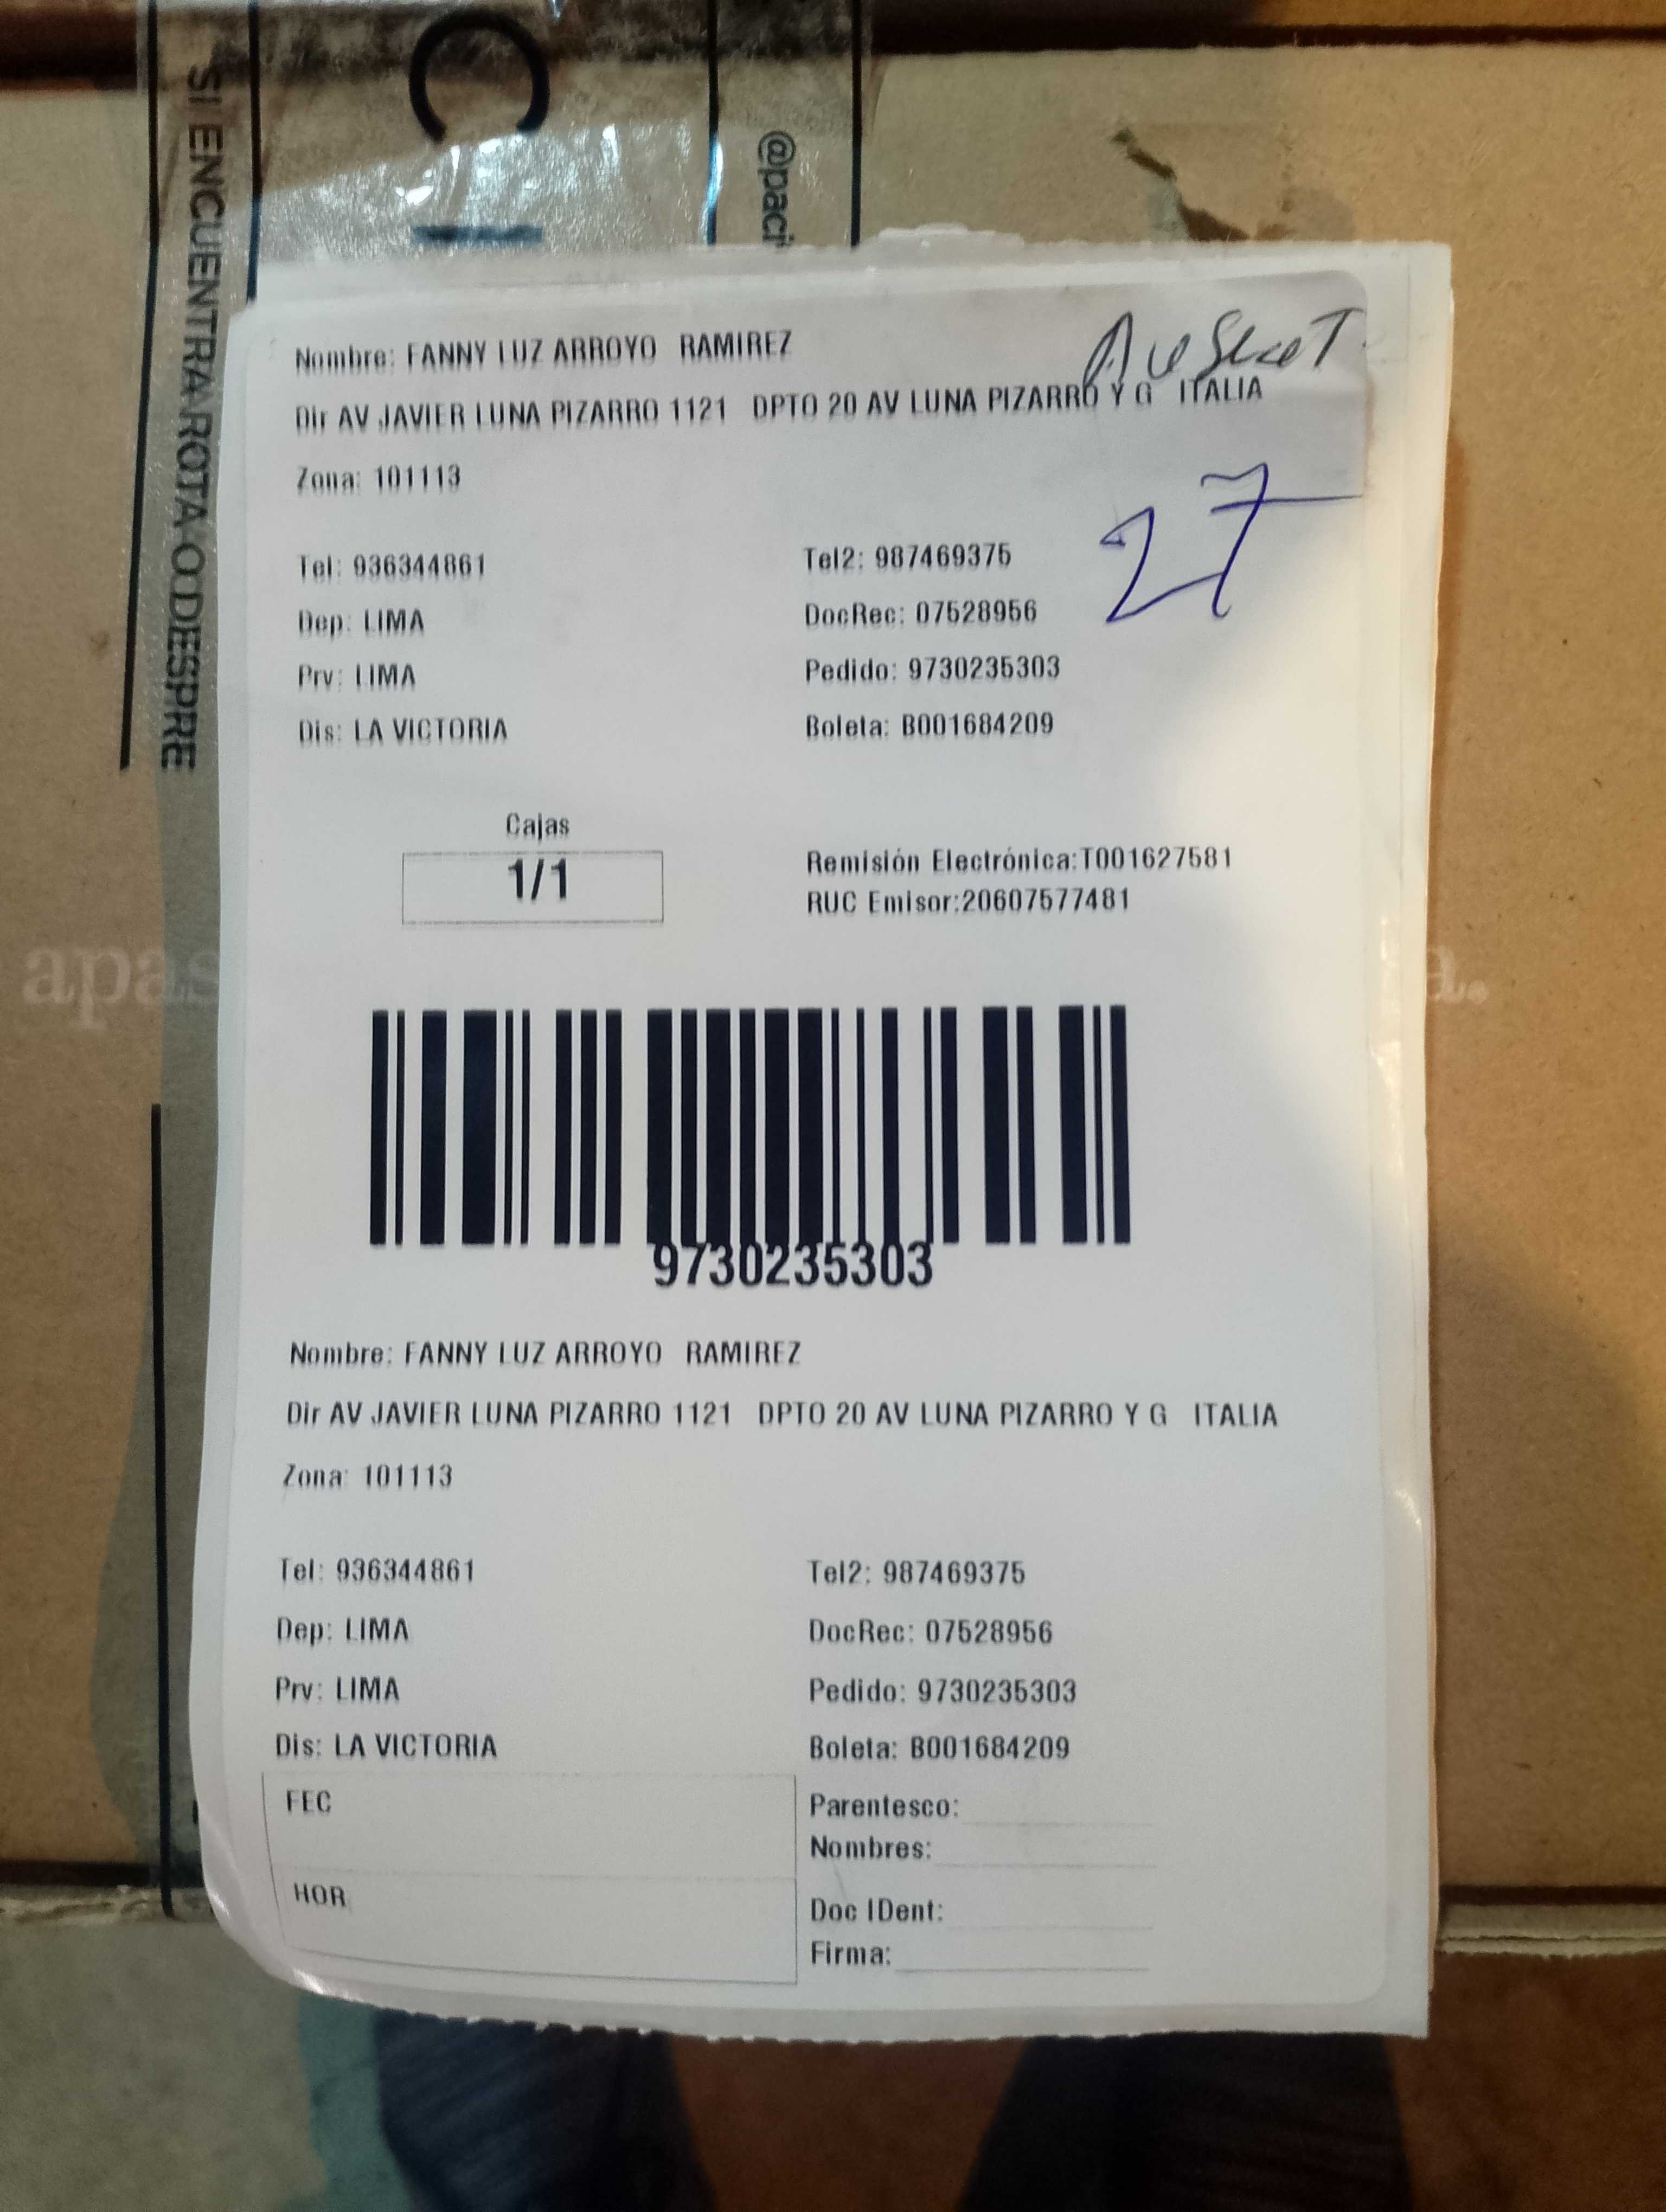 SI ENCUENTRA ROTA O DESPRE
C
@paci
Nombre: FANNY LUZ ARROYO RAMIREZ
Dir AV JAVIER LUNA PIZARRO 1121 DPTO 20 AV LUNA PIZARRO Y G ITALIA
Zona: 101113
27
Tel: 936344861 Tel2: 987469375
Dep: LIMA DocRec: 07528956
Prv: LIMA Pedido: 9730235303
Dis: LA VICTORIA Boleta: B001684209
Cajas
1/1
Remisión Electrónica:T001627581
RUC Emisor:20607577481
apas
a.
9730235303
Nombre: FANNY LUZ ARROYO RAMIREZ
Dir AV JAVIER LUNA PIZARRO 1121 DPTO 20 AV LUNA PIZARRO Y G ITALIA
Zona: 101113
Tel: 936344861 Tel2: 987469375
Dep: LIMA DocRec: 07528956
Prv: LIMA Pedido: 9730235303
Dis: LA VICTORIA Boleta: B001684209
FEC
Parentesco:
Nombres:
HOR
Doc IDent:
Firma: